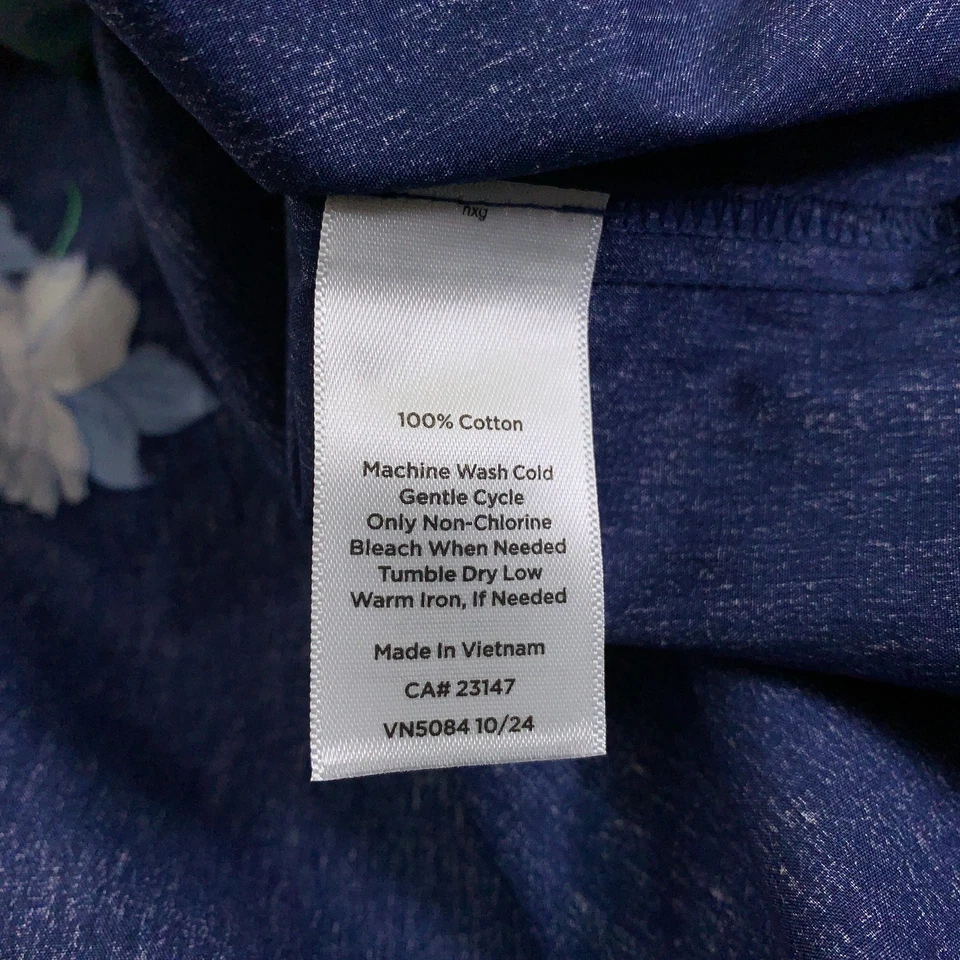 100% Cotton
Machine Wash Cold
Gentle Cycle
Only Non-Chlorine
Bleach When Needed
Tumble Dry Low
Warm Iron, If Needed
Made In Vietnam
CA# 23147
VN5084 10/24